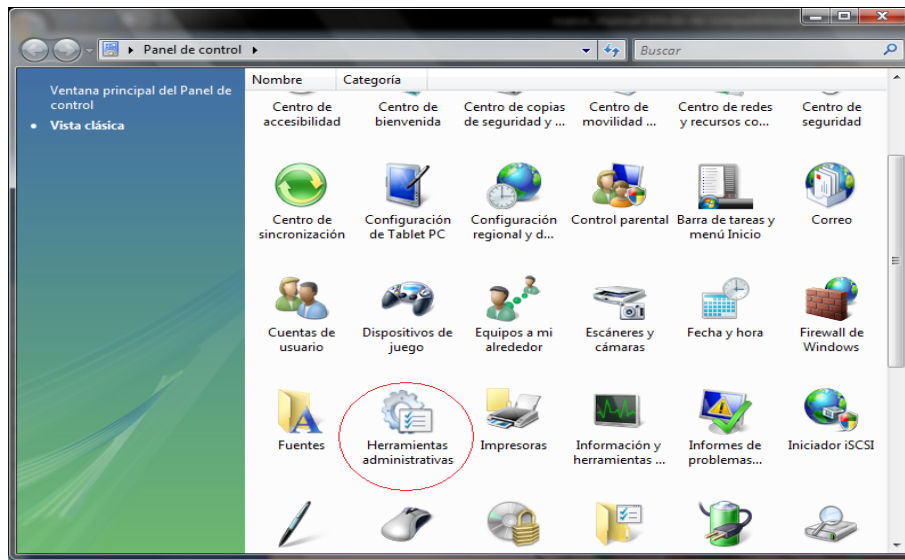 Panel de control
Buscar
Ventana principal del Panel de
control
Vista clásica
Nombre Categoría
Centro de
accesibilidad
Centro de
bienvenida
Centro de copias
de seguridad y ...
Centro de
movilidad ...
Centro de redes
y recursos co...
Centro de
seguridad
Centro de
sincronización
Configuración
de Tablet PC
Configuración
regional y d...
Control parental
Barra de tareas y
menú Inicio
Correo
Cuentas de
usuario
Dispositivos de
juego
Equipos a mi
alrededor
Escáneres y
cámaras
Fecha y hora
Firewall de
Windows
Fuentes
Herramientas
administrativas
Impresoras
Información y
herramientas ...
Informes de
problemas...
Iniciador iSCSI